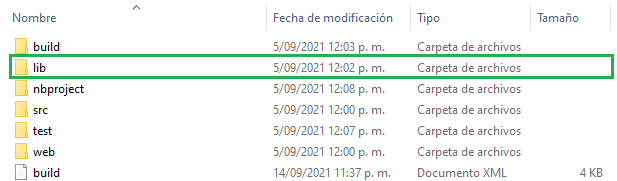 Nombre Fecha de modificación Tipo Tamaño
build 5/09/2021 12:03 p. m. Carpeta de archivos
lib 5/09/2021 12:02 p. m. Carpeta de archivos
nbproject 5/09/2021 12:08 p. m. Carpeta de archivos
src 5/09/2021 12:00 p. m. Carpeta de archivos
test 5/09/2021 12:07 p. m. Carpeta de archivos
web 5/09/2021 12:00 p. m. Carpeta de archivos
build 14/09/2021 11:37 p. m. Documento XML 4 KB